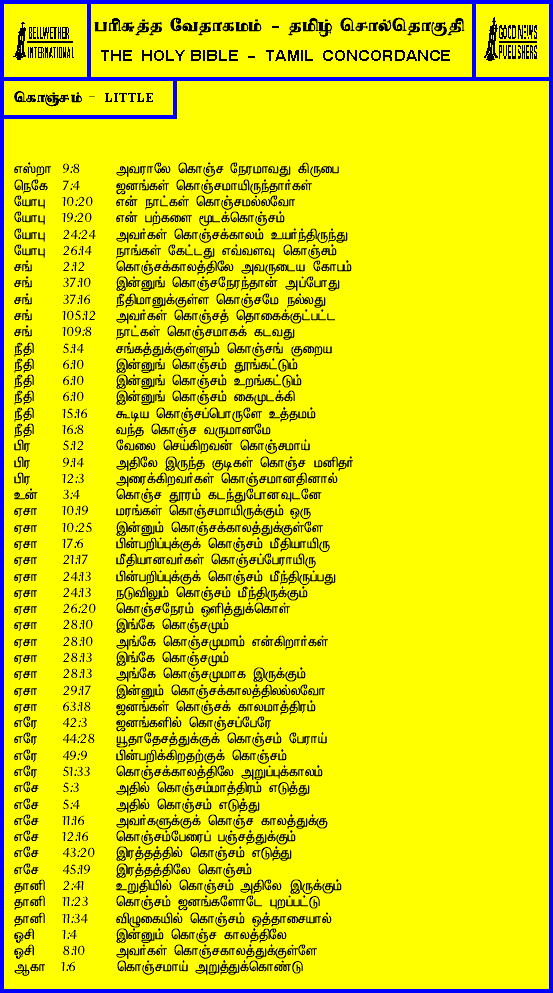 BELLWETHER
INTERNATIONAL
பரிசுத்த வேதாகமம் - தமிழ் சொல்தொகுதி
THE HOLY BIBLE - TAMIL CONCORDANCE
GOOD NEWS
PUBLISHERS
கொஞ்சம் - LITTLE
எஸ்றா 9:8 அவராலே கொஞ்ச நேரமாவது கிருபை
நெகே 7:4 ஜனங்கள் கொஞ்சமாயிருந்தார்கள்
யோபு 10:20 என் நாட்கள் கொஞ்சமல்லவோ
யோபு 19:20 என் பற்களை மூடக்கொஞ்சம்
யோபு 24:24 அவர்கள் கொஞ்சக்காலம் உயர்ந்திருந்து
யோபு 26:14 நாங்கள் கேட்டது எவ்வளவு கொஞ்சம்
சங் 2:12 கொஞ்சக்காலத்திலே அவருடைய கோபம்
சங் 37:10 இன்னுங் கொஞ்சநேரந்தான் அப்போது
சங் 37:16 நீதிமானுக்குள்ள கொஞ்சமே நல்லது
சங் 105:12 அவர்கள் கொஞ்சத் தொகைக்குட்பட்ட
சங் 109:8 நாட்கள் கொஞ்சமாகக் கடவது
நீதி 5:14 சங்கத்துக்குள்ளும் கொஞ்சங் குறைய
நீதி 6:10 இன்னுங் கொஞ்சம் தூங்கட்டும்
நீதி 6:10 இன்னுங் கொஞ்சம் உறங்கட்டும்
நீதி 6:10 இன்னுங் கொஞ்சம் கைமுடக்கி
நீதி 15:16 கூடிய கொஞ்சப்பொருளே உத்தமம்
நீதி 16:8 வந்த கொஞ்ச வருமானமே
பிர 5:12 வேலை செய்கிறவன் கொஞ்சமாய்
பிர 9:14 அதிலே இருந்த குடிகள் கொஞ்ச மனிதர்
பிர 12:3 அரைக்கிறவர்கள் கொஞ்சமானதினால்
உன் 3:4 கொஞ்ச தூரம் கடந்துபோனவுடனே
ஏசா 10:19 மரங்கள் கொஞ்சமாயிருக்கும் ஒரு
ஏசா 10:25 இன்னும் கொஞ்சக்காலத்துக்குள்ளே
ஏசா 17:6 பின்பறிப்புக்குக் கொஞ்சம் மீதியாயிரு
ஏசா 21:17 மீதியானவர்கள் கொஞ்சப்பேராயிரு
ஏசா 24:13 பின்பறிப்புக்குக் கொஞ்சம் மீந்திருப்பது
ஏசா 24:13 நடுவிலும் கொஞ்சம் மீந்திருக்கும்
ஏசா 26:20 கொஞ்சநேரம் ஒளித்துக்கொள்
ஏசா 28:10 இங்கே கொஞ்சமும்
ஏசா 28:10 அங்கே கொஞ்சமுமாம் என்கிறார்கள்
ஏசா 28:13 இங்கே கொஞ்சமும்
ஏசா 28:13 அங்கே கொஞ்சமுமாக இருக்கும்
ஏசா 29:17 இன்னும் கொஞ்சக்காலத்திலல்லவோ
ஏசா 63:18 ஜனங்கள் கொஞ்சக் காலமாத்திரம்
எரே 42:3 ஜனங்களில் கொஞ்சப்பேரே
எரே 44:28 யூதாதேசத்துக்குக் கொஞ்சம் பேராய்
எரே 49:9 பின்பறிக்கிறதற்குக் கொஞ்சம்
எரே 51:33 கொஞ்சக்காலத்திலே அறுப்புக்காலம்
எசே 5:3 அதில் கொஞ்சம்மாத்திரம் எடுத்து
எசே 5:4 அதில் கொஞ்சம் எடுத்து
எசே 11:16 அவர்களுக்குக் கொஞ்ச காலத்துக்கு
எசே 12:16 கொஞ்சம்பேரைப் பஞ்சத்துக்கும்
எசே 43:20 இரத்தத்தில் கொஞ்சம் எடுத்து
எசே 45:19 இரத்தத்திலே கொஞ்சம்
தானி 2:41 உறுதியில் கொஞ்சம் அதிலே இருக்கும்
தானி 11:23 கொஞ்சம் ஜனங்களோடே புறப்பட்டு
தானி 11:34 விழுகையில் கொஞ்சம் ஒத்தாசையால்
ஓசி 1:4 இன்னும் கொஞ்ச காலத்திலே
ஓசி 8:10 அவர்கள் கொஞ்சகாலத்துக்குள்ளே
ஆகா 1:6 கொஞ்சமாய் அறுத்துக்கொண்டு